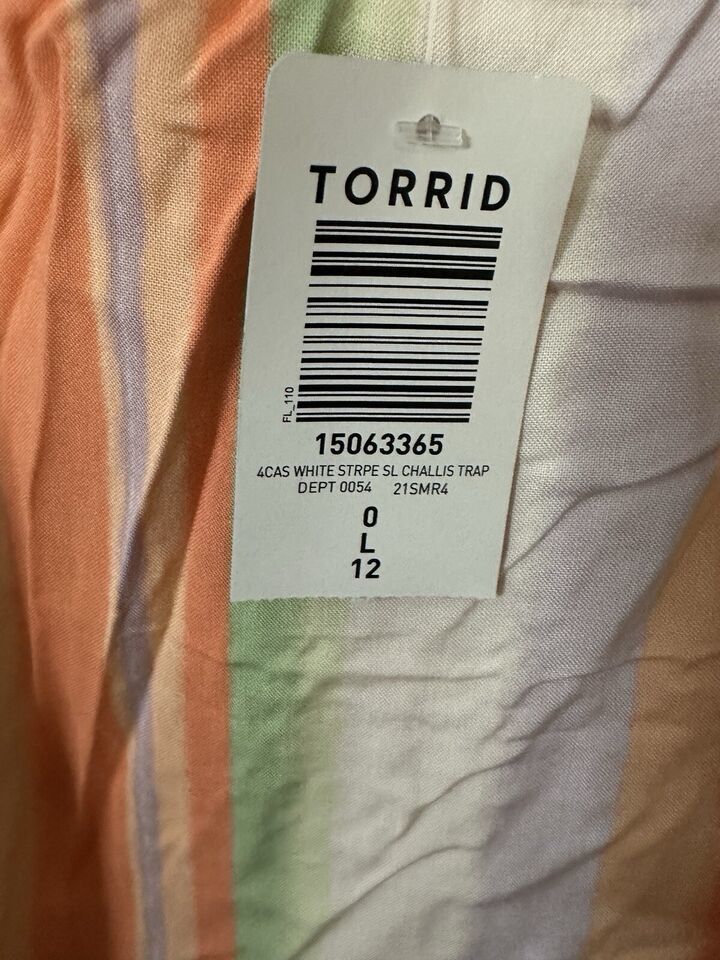 TORRID
FL_110
15063365
4CAS WHITE STRPE SL CHALLIS TRAP
DEPT 0054 21SMR4
0
L
12